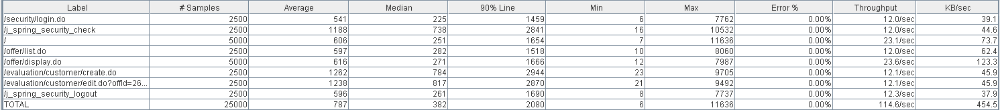 Label # Samples Average Median 90% Line Min Max Error % Throughput KB/sec
/security/login.do 2500 541 225 1459 6 7762 0.00% 12.0/sec 39.1
/j_spring_security_check 2500 1188 738 2841 16 10532 0.00% 12.0/sec 44.6
/ 5000 606 251 1654 7 11636 0.00% 23.1/sec 73.7
/offer/list.do 2500 597 282 1518 10 8060 0.00% 12.0/sec 62.4
/offer/display.do 5000 616 271 1666 12 7987 0.00% 23.6/sec 123.3
/evaluation/customer/create.do 2500 1262 784 2944 23 9705 0.00% 12.1/sec 45.9
/evaluation/customer/edit.do?offId=26... 2500 1238 817 2870 21 9492 0.00% 12.1/sec 45.9
/j_spring_security_logout 2500 596 261 1690 8 7737 0.00% 12.3/sec 37.9
TOTAL 25000 787 382 2080 6 11636 0.00% 114.6/sec 454.5